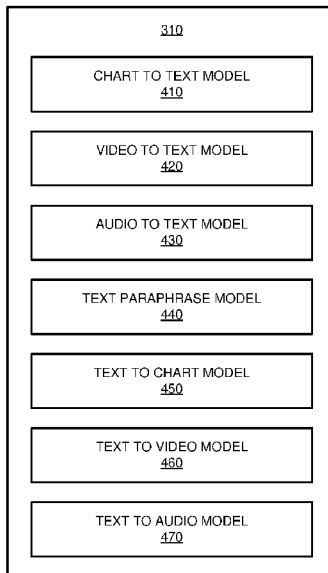 310
CHART TO TEXT MODEL
410
VIDEO TO TEXT MODEL
420
AUDIO TO TEXT MODEL
430
TEXT PARAPHRASE MODEL
440
TEXT TO CHART MODEL
450
TEXT TO VIDEO MODEL
460
TEXT TO AUDIO MODEL
470